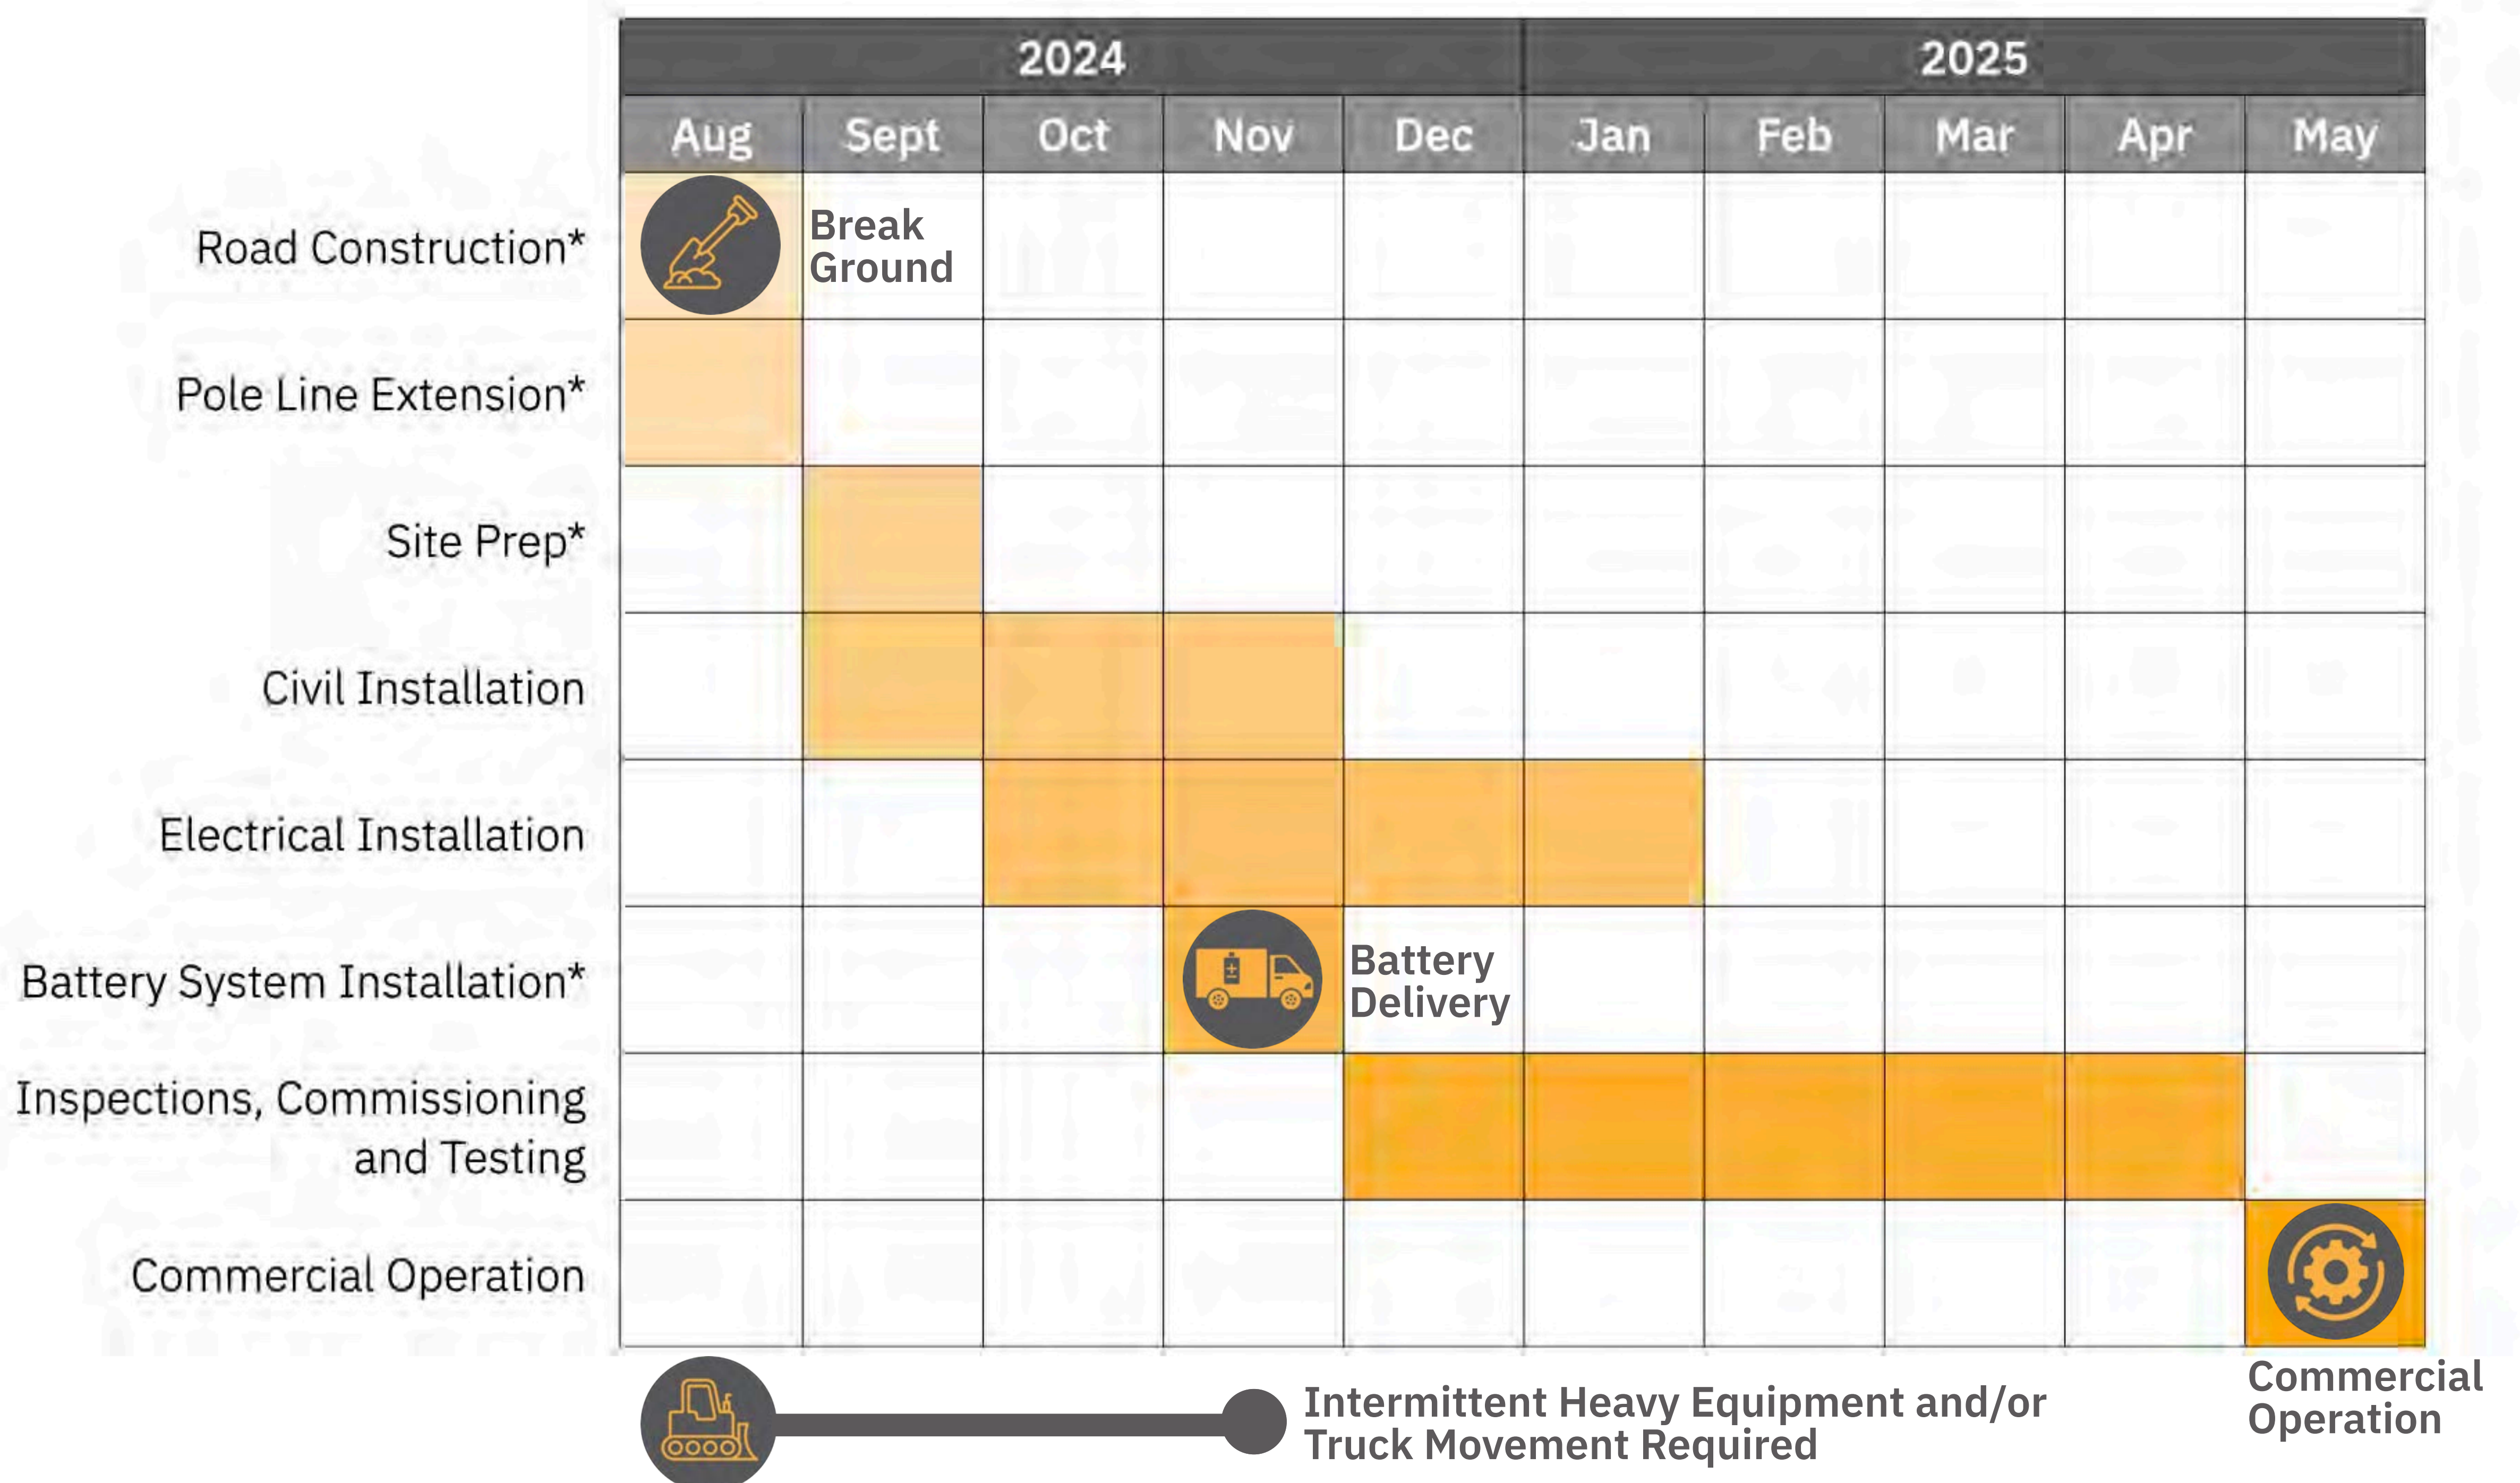 2024 2025
Aug Sept Oct Nov Dec Jan Feb Mar Apr May
Road Construction*
Break
Ground
Pole Line Extension*
Site Prep*
Civil Installation
Electrical Installation
Battery System Installation*
Battery
Delivery
Inspections, Commissioning
and Testing
Commercial Operation
Intermittent Heavy Equipment and/or
Truck Movement Required
Commercial
Operation